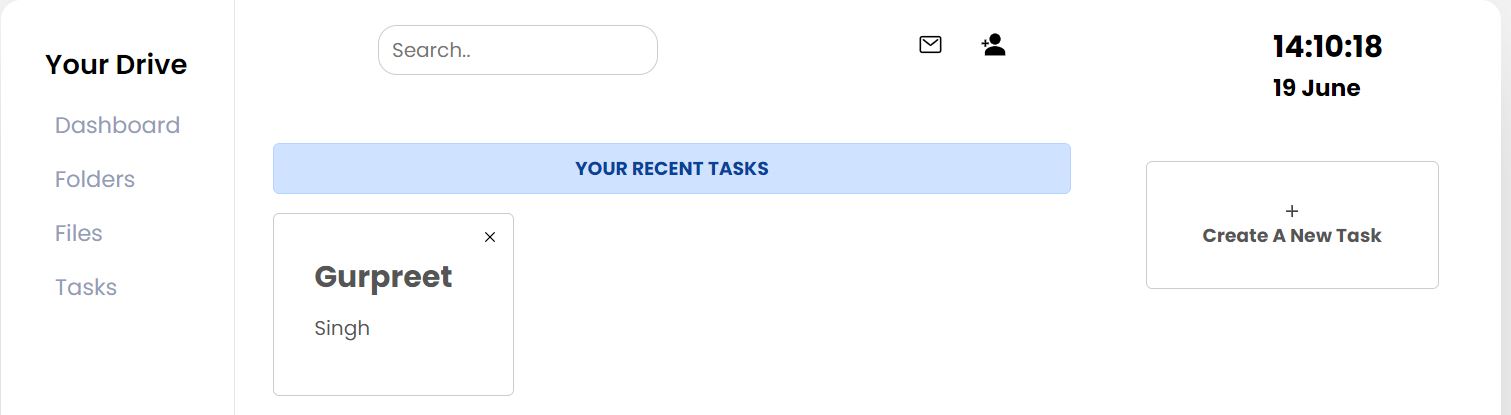 Your Drive
Dashboard
Folders
Files
Tasks
Search..
14:10:18
19 June
YOUR RECENT TASKS
Gurpreet
Singh
+
Create A New Task